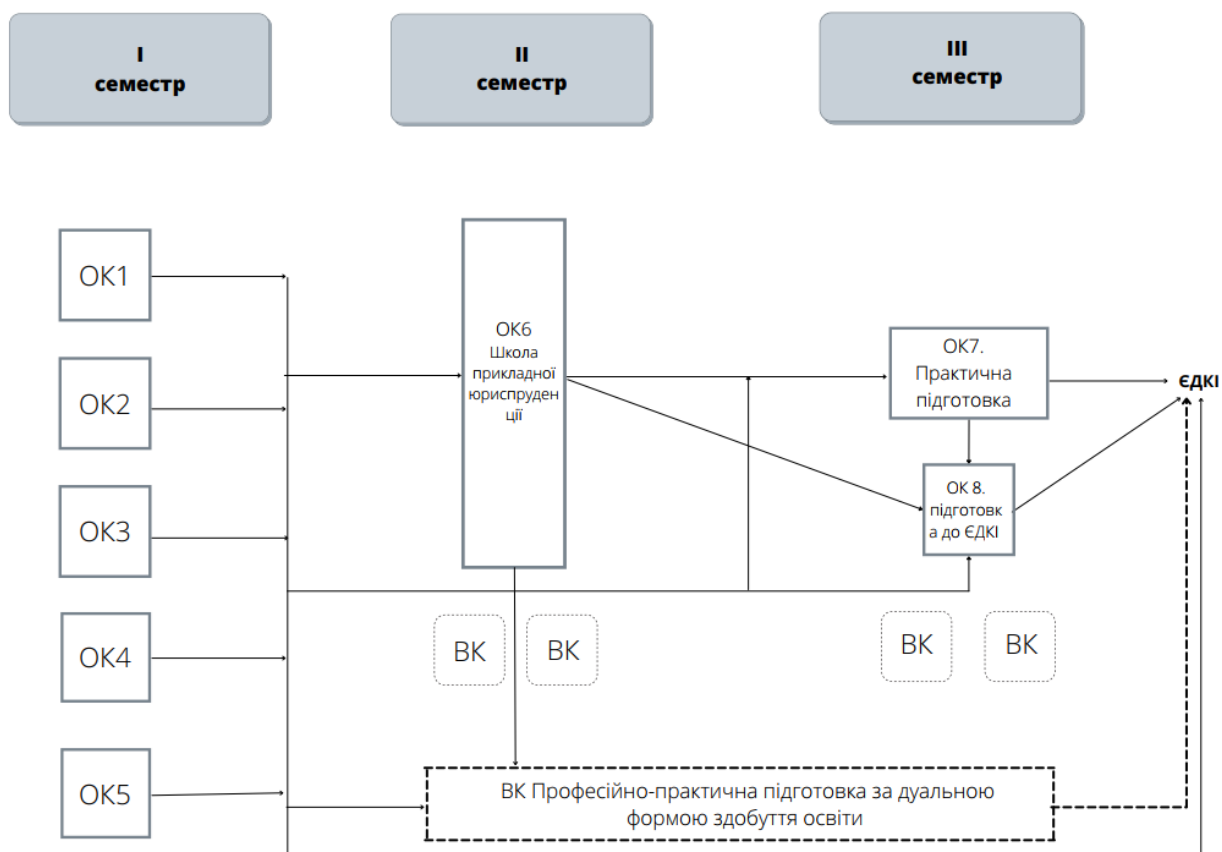 I
семестр
II
семестр
III
семестр
ОК1
ОК2
ОК3
ОК4
ОК5
ОК6
Школа
прикладної
юриспруден
ції
ОК7.
Практична
підготовка
ЄДКІ
ОК 8.
підготовк
а до ЄДКІ
ВК
ВК
ВК
ВК
ВК Професійно-практична підготовка за дуальною
формою здобуття освіти